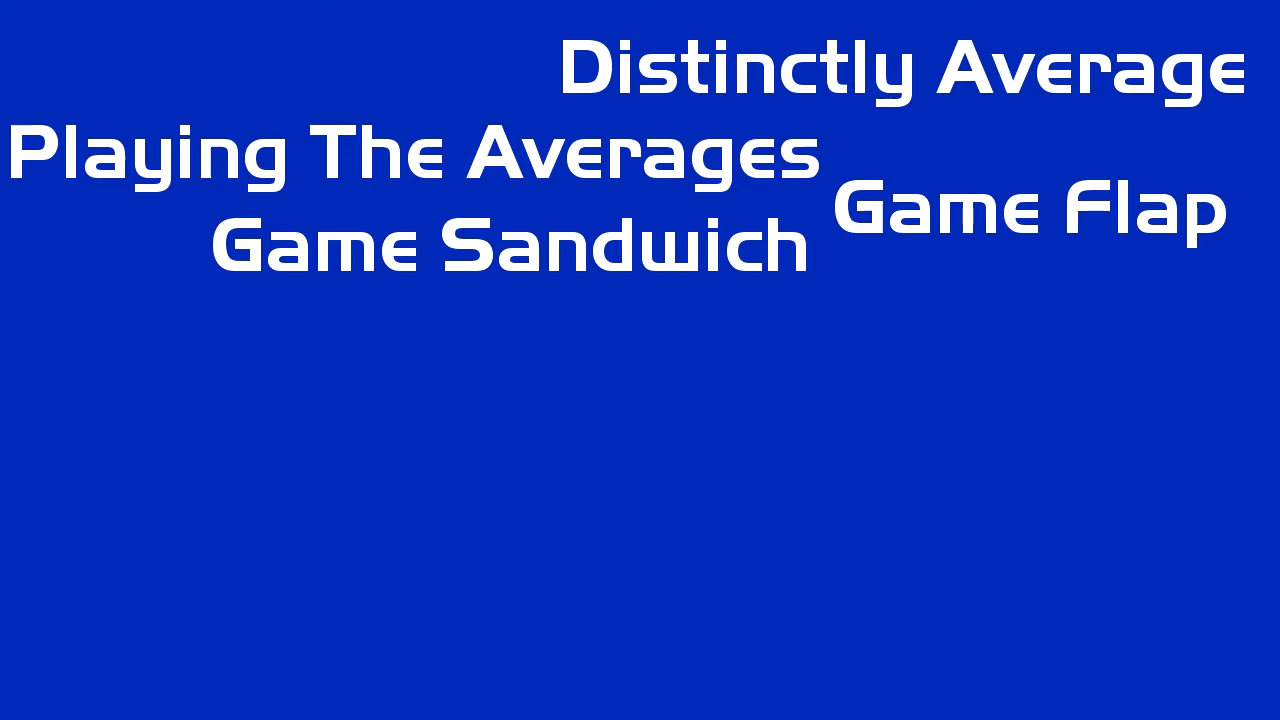 Distinctly Average
Playing The Averages
Game Flap
Game Sandwich